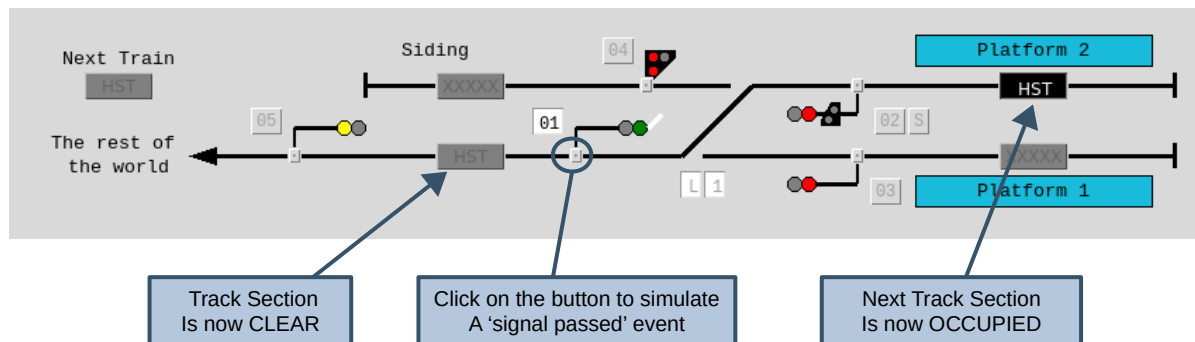 Next Train
HST
Siding
XXXXX
04
Platform 2
HST
05
01
02 S
The rest of
the world
HST
XXXXX
L 1
03
Platform 1
Track Section
Is now CLEAR
Click on the button to simulate
A ‘signal passed’ event
Next Track Section
Is now OCCUPIED